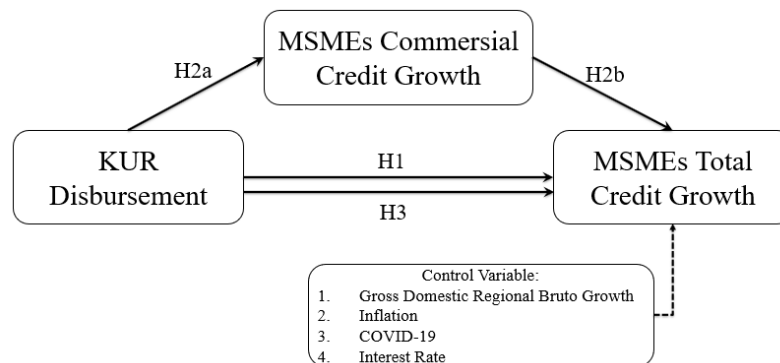 MSMEs Commersial
Credit Growth
H2a
H2b
KUR
Disbursement
H1
H3
MSMEs Total
Credit Growth
Control Variable:
1. Gross Domestic Regional Bruto Growth
2. Inflation
3. COVID-19
4. Interest Rate